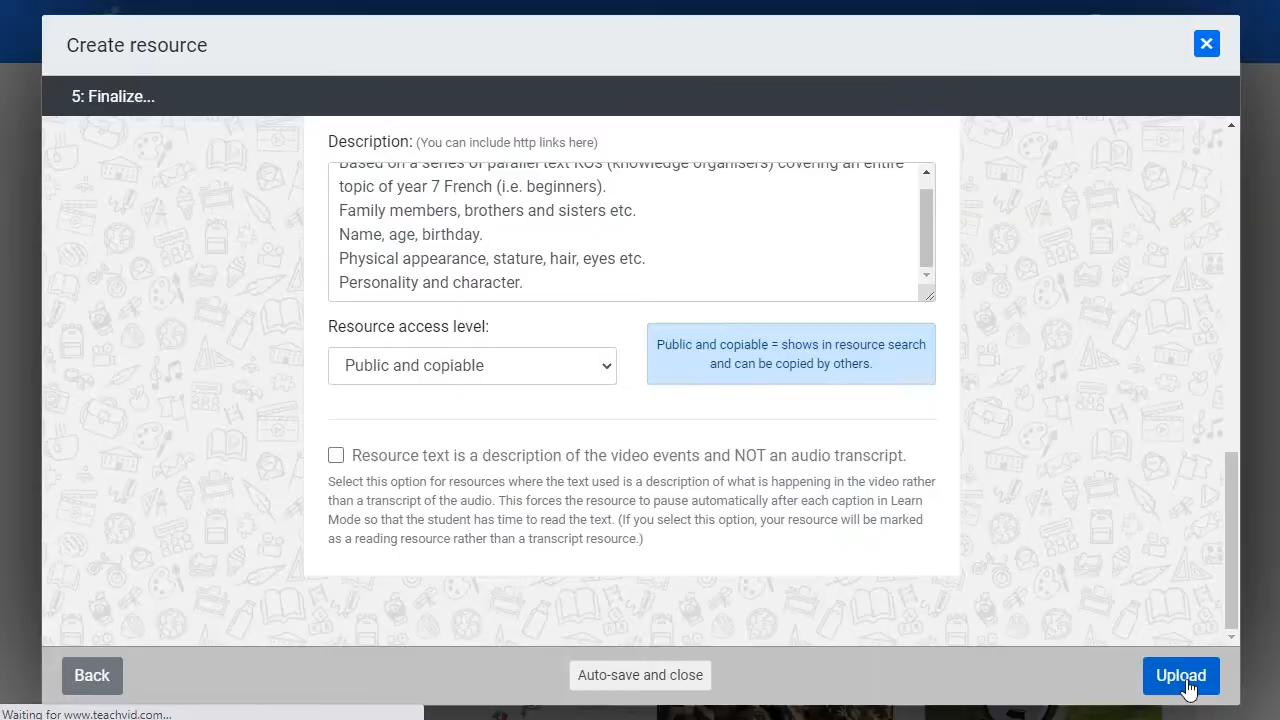 Create resource
5: Finalize...
Description: (You can include http links here)
Based on a series of parallel text KOs (knowledge organisers) covering an entire
topic of year 7 French (i.e. beginners).
Family members, brothers and sisters etc.
Name, age, birthday.
Physical appearance, stature, hair, eyes etc.
Personality and character.
Resource access level:
Public and copiable
Public and copiable = shows in resource search
and can be copied by others.
Resource text is a description of the video events and NOT an audio transcript.
Select this option for resources where the text used is a description of what is happening in the video rather
than a transcript of the audio. This forces the resource to pause automatically after each caption in Learn
Mode so that the student has time to read the text. (If you select this option, your resource will be marked
as a reading resource rather than a transcript resource.)
Back
Auto-save and close
Upload
Waiting for www.teachvid.com...